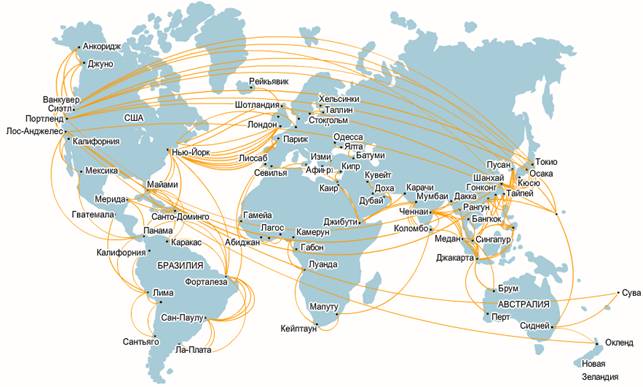 Анкоридж
Джуно
Ванкувер
Сиэтл
Портленд
Лос-Анджелес
США
Калифорния
Нью-Йорк
Мексика
Майами
Мерида
Санто-Доминго
Гватемала
Панама
Каракас
Калифорния
БРАЗИЛИЯ
Форталеза
Лима
Сан-Паулу
Сантьяго
Ла-Плата
Рейкьявик
Шотландия
Хельсинки
Таллин
Стокгольм
Лондон
Париж
Одесса
Ялта
Батуми
Лиссаб
Севилья
Изми
Афи
Кипр
Каир
Кувейт
Доха
Дубай
Карачи
Мумбаи
Дакка
Гамейа
Джибути
Ченнаи
Коломбо
Лагос
Абиджан
Камерун
Габон
Луанда
Мапуту
Кейптаун
Пусан
Токио
Осака
Кюсю
Шанхай
Гонконг
Тайпей
Рангун
Бангкок
Медан
Сингапур
Джакарта
Брум
АВСТРАЛИЯ
Перт
Сидней
Сува
Окленд
Новая
Зеландия